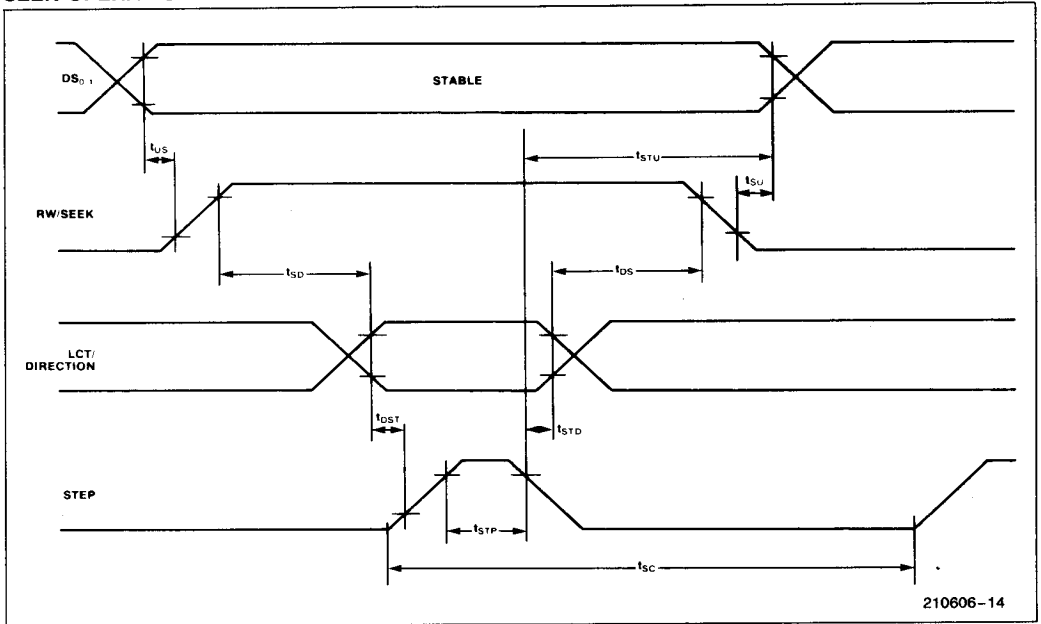 DS₀,₁
STABLE
tUS
tSTU
tSU
RW/SEEK
tSD
tDS
LCT/
DIRECTION
tDST
tSTD
STEP
tSTP
tSC
210606-14